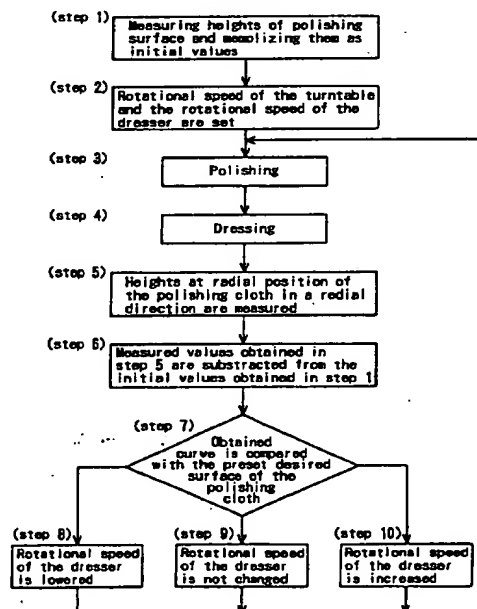 (step 1)
Measuring heights of polishing
surface and memolizing them as
initial values
(step 2)
Rotational speed of the turntable
and the rotational speed of the
dresser are set
(step 3)
Polishing
(step 4)
Dressing
(step 5)
Heights at radial position of
the polishing cloth in a redial
direction are measured
(step 6)
Measured values obtained in
step 5 are substracted from the
initial values obtained in step 1
(step 7)
Obtained
curve is compared
with the preset desired
surface of the
polishing
cloth
(step 8)
Rotational speed
of the dresser
is lowered
(step 9)
Rotational speed
of the dresser
is not changed
(step 10)
Rotational speed
of the dresser
is increased